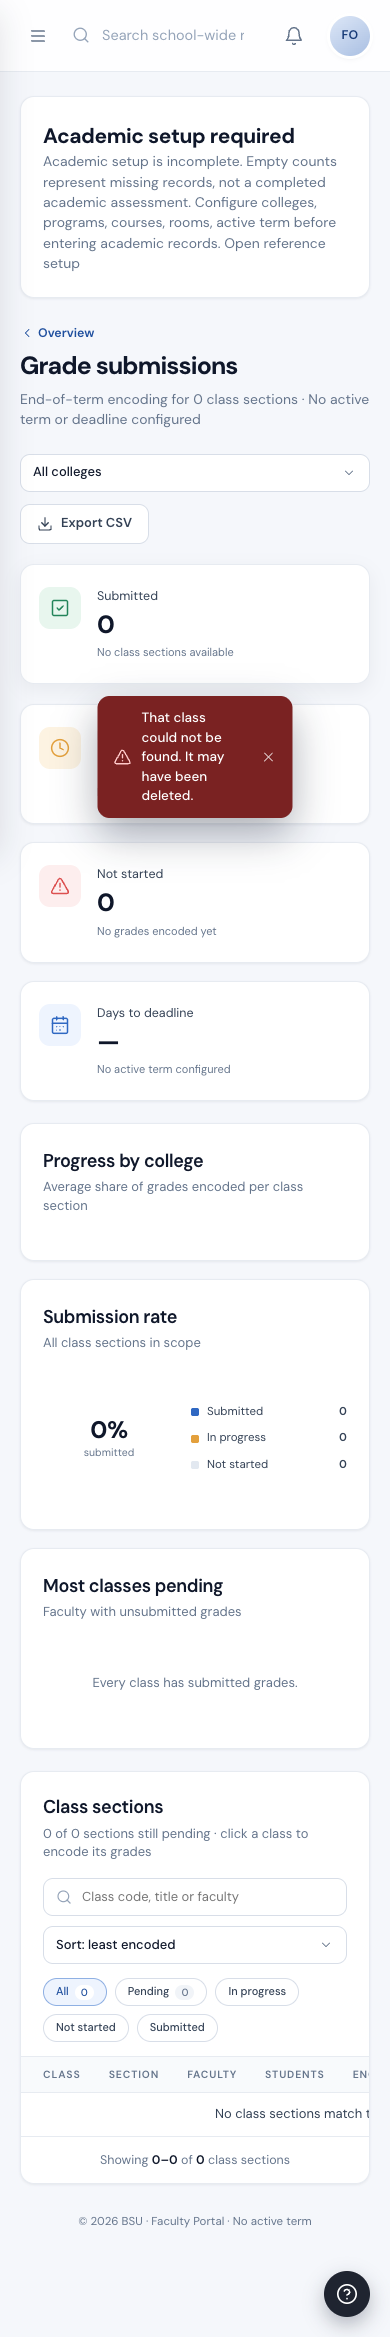 Search school-wide r
FO
Academic setup required
Academic setup is incomplete. Empty counts
represent missing records, not a completed
academic assessment. Configure colleges,
programs, courses, rooms, active term before
entering academic records. Open reference
setup
Overview
Grade submissions
End-of-term encoding for 0 class sections · No active
term or deadline configured
All colleges
Export CSV
Submitted
0
No class sections available
That class
could not be
found. It may
have been
deleted.
Not started
0
No grades encoded yet
Days to deadline
—
No active term configured
Progress by college
Average share of grades encoded per class
section
Submission rate
All class sections in scope
0%
submitted
Submitted 0
In progress 0
Not started 0
Most classes pending
Faculty with unsubmitted grades
Every class has submitted grades.
Class sections
0 of 0 sections still pending · click a class to
encode its grades
Class code, title or faculty
Sort: least encoded
All 0 Pending 0 In progress
Not started Submitted
CLASS SECTION FACULTY STUDENTS EN
No class sections match t
Showing 0–0 of 0 class sections
© 2026 BSU · Faculty Portal · No active term